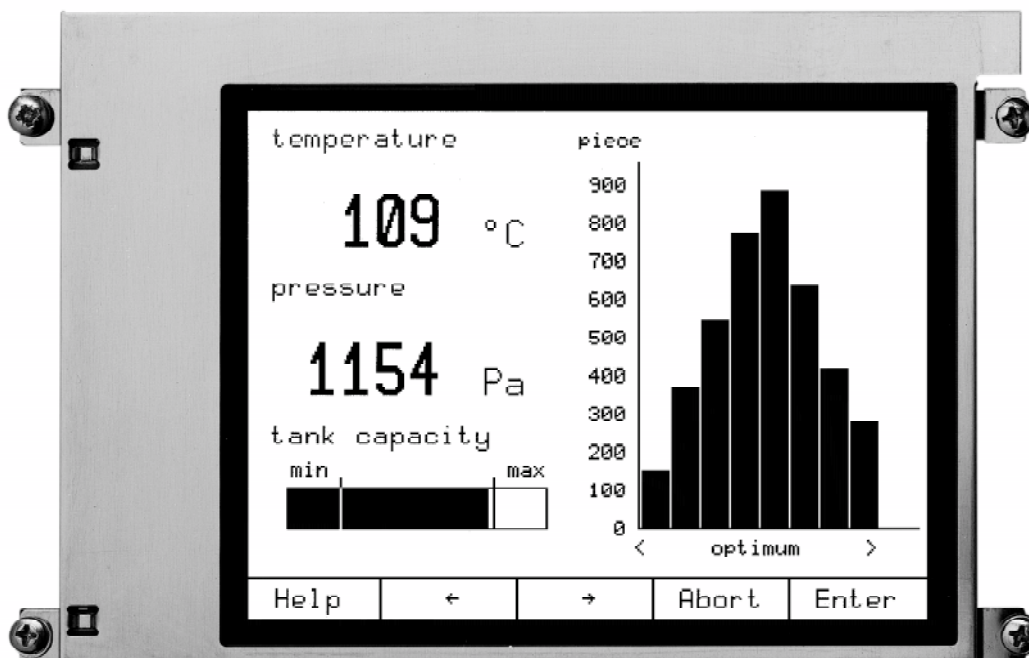 temperature
109 °C
pressure
1154 Pa
tank capacity
min max
piece
900
800
700
600
500
400
300
200
100
0
< optimum >
Help ← → Abort Enter